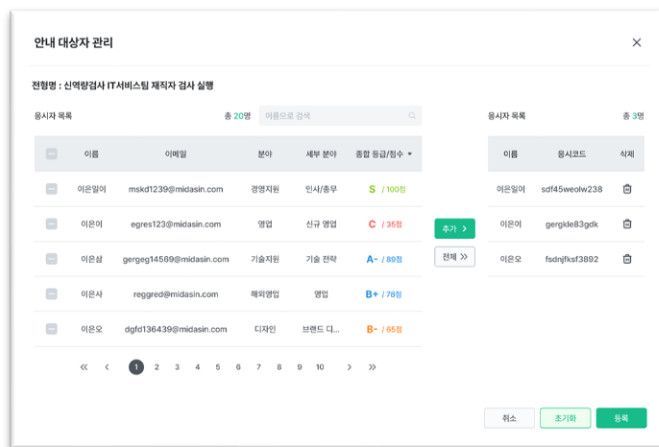 안내 대상자 관리
전형명 : 신역량검사 IT서비스팀 재직자 검사 실행
응시자 목록 총 20명 이름으로 검색
이름 이메일 분야 세부 분야 종합 등급/점수
이은일이 mskd1239@midasin.com 경영지원 인사/총무 S / 100점
이은이 egres123@midasin.com 영업 신규 영업 C / 35점
이은삼 gergeg14569@midasin.com 기술지원 기술 전략 A- / 89점
이은사 reggred@midasin.com 해외영업 영업 B+ / 78점
이은오 dgfd136439@midasin.com 디자인 브랜드 디... B- / 65점
1 2 3 4 5 6 7 8 9 10
추가
전체
응시자 목록 총 3명
이름 응시코드 삭제
이은일이 sdf45weolw238
이은이 gergkle83gdk
이은오 fsdnjfksf3892
취소 초기화 등록